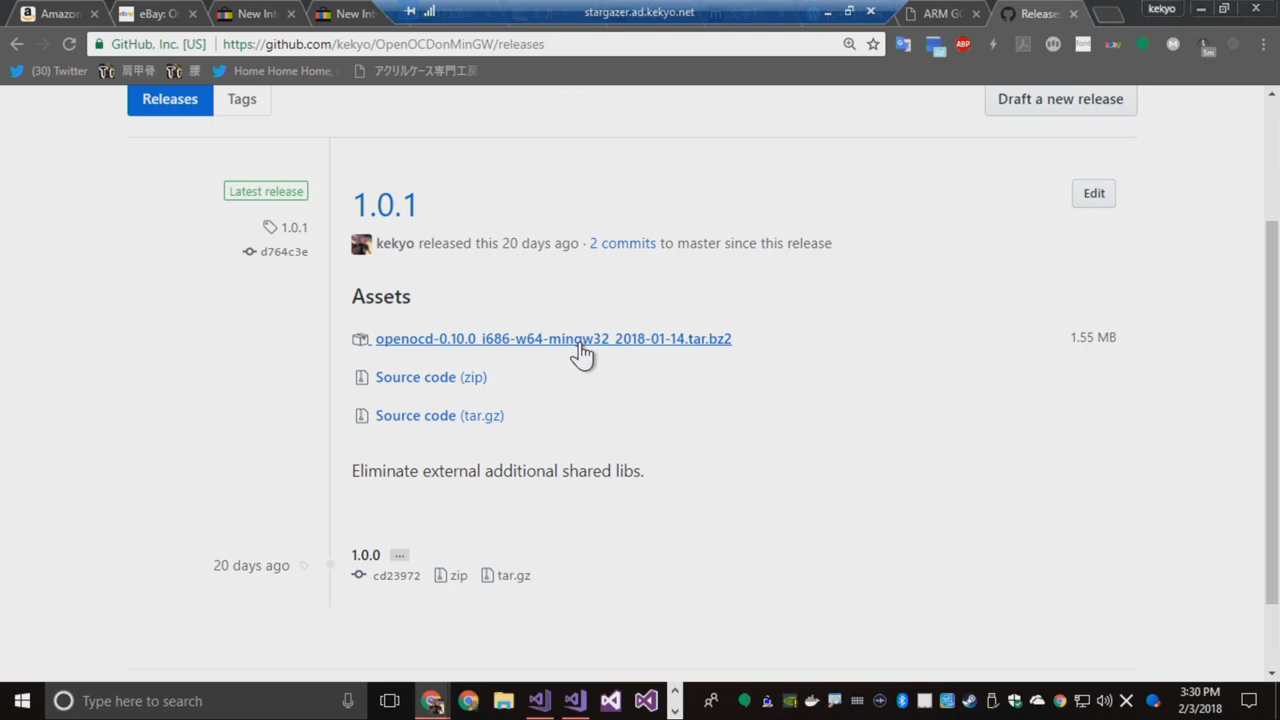 Amazon
eBay: O
New Int
New Int
stargazer.ad.kekyo.net
ARM GC
Release
kekyo
GitHub, Inc. [US]
https://github.com/kekyo/OpenOCDonMinGW/releases
5m
(30) Twitter
肩甲骨
腰
Home Home Home,
アクリルケース専門工房
Releases
Tags
Draft a new release
Latest release
1.0.1
Edit
1.0.1
kekyo released this 20 days ago · 2 commits to master since this release
d764c3e
Assets
openocd-0.10.0_i686-w64-mingw32_2018-01-14.tar.bz2
1.55 MB
Source code (zip)
Source code (tar.gz)
Eliminate external additional shared libs.
20 days ago
1.0.0 ...
cd23972 zip tar.gz
Type here to search
3:30 PM
2/3/2018